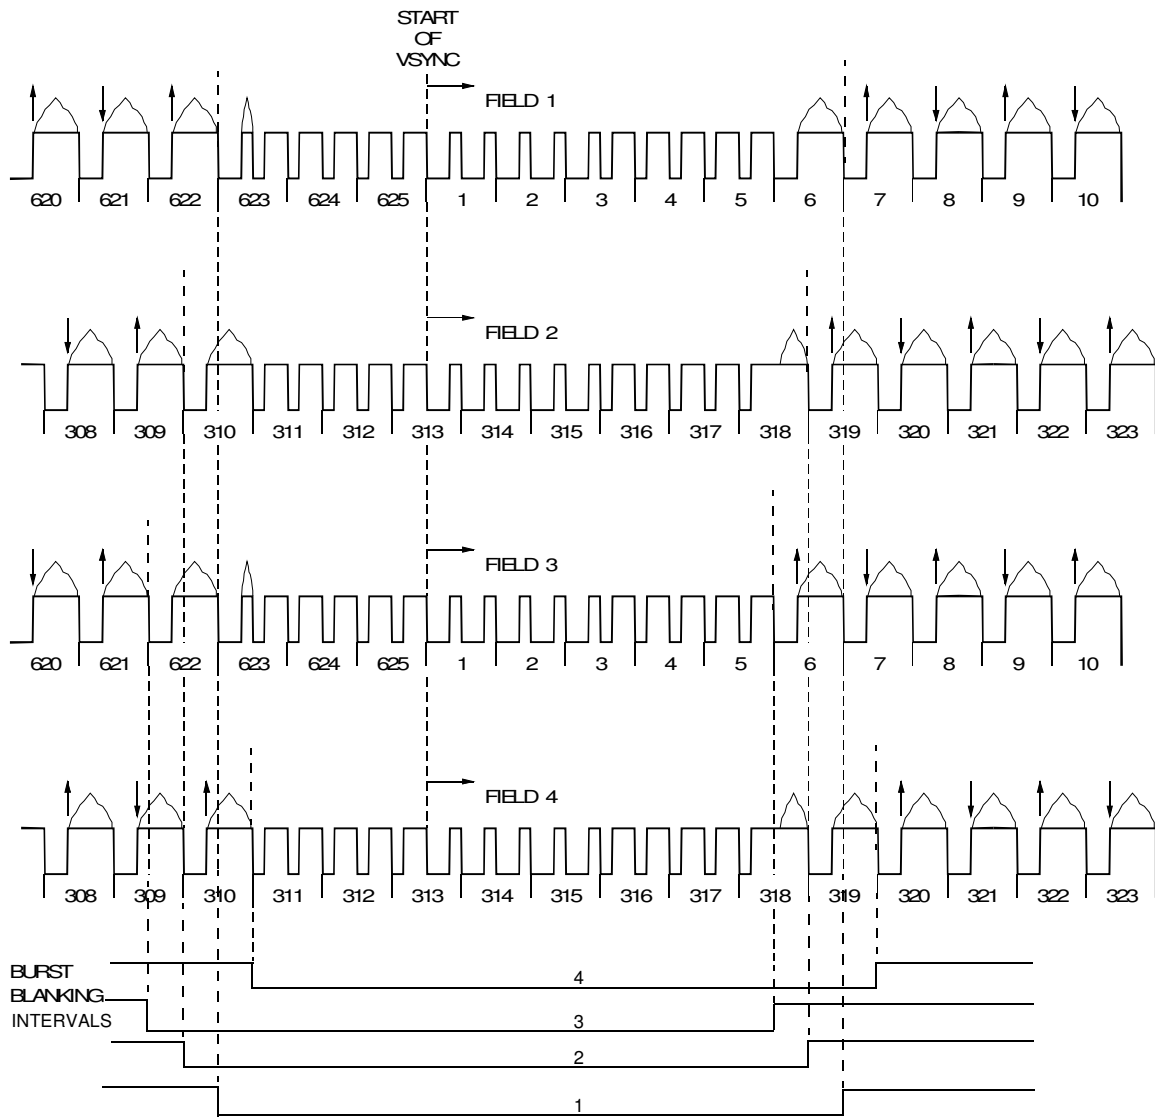 START
OF
VSYNC
FIELD 1
620 621 622 623 624 625 1 2 3 4 5 6 7 8 9 10
FIELD 2
308 309 310 311 312 313 314 315 316 317 318 319 320 321 322 323
FIELD 3
620 621 622 623 624 625 1 2 3 4 5 6 7 8 9 10
FIELD 4
308 309 310 311 312 313 314 315 316 317 318 319 320 321 322 323
BURST
BLANKING
INTERVALS
4
3
2
1